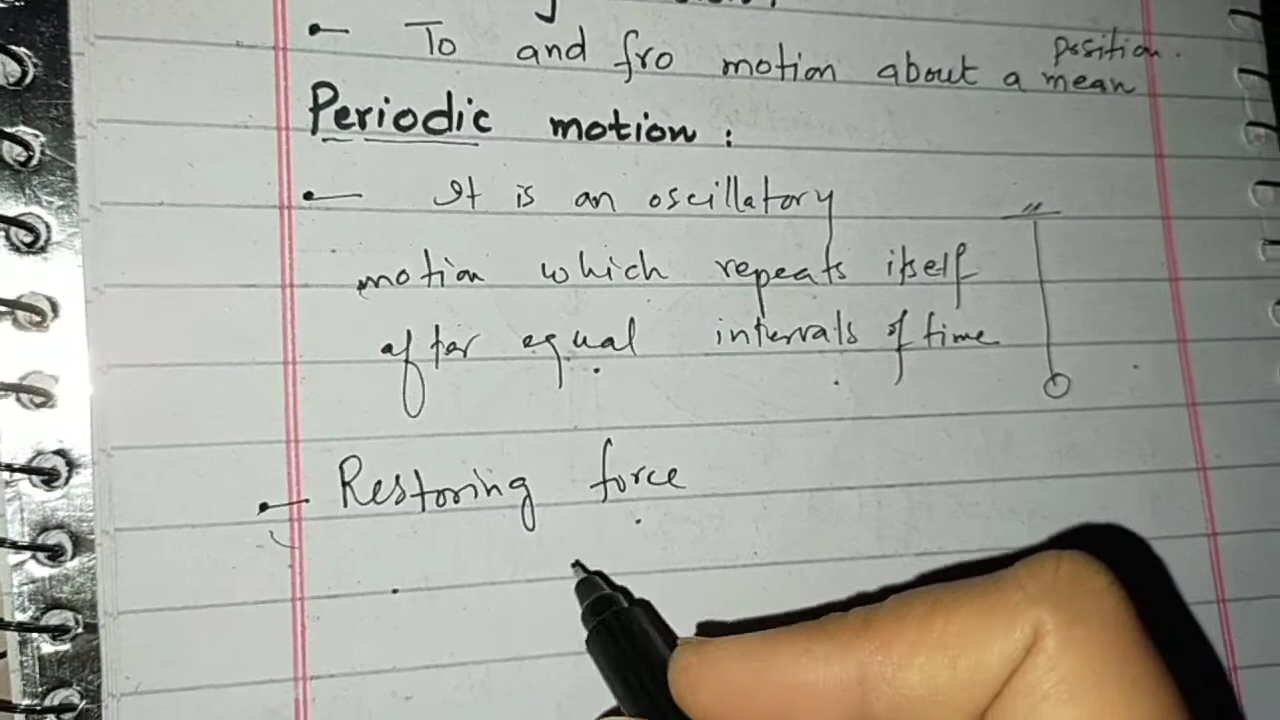 To and fro motion about a mean position.
Periodic motion :
It is an oscillatory
motion which repeats itself
after equal intervals of time
Restoring force